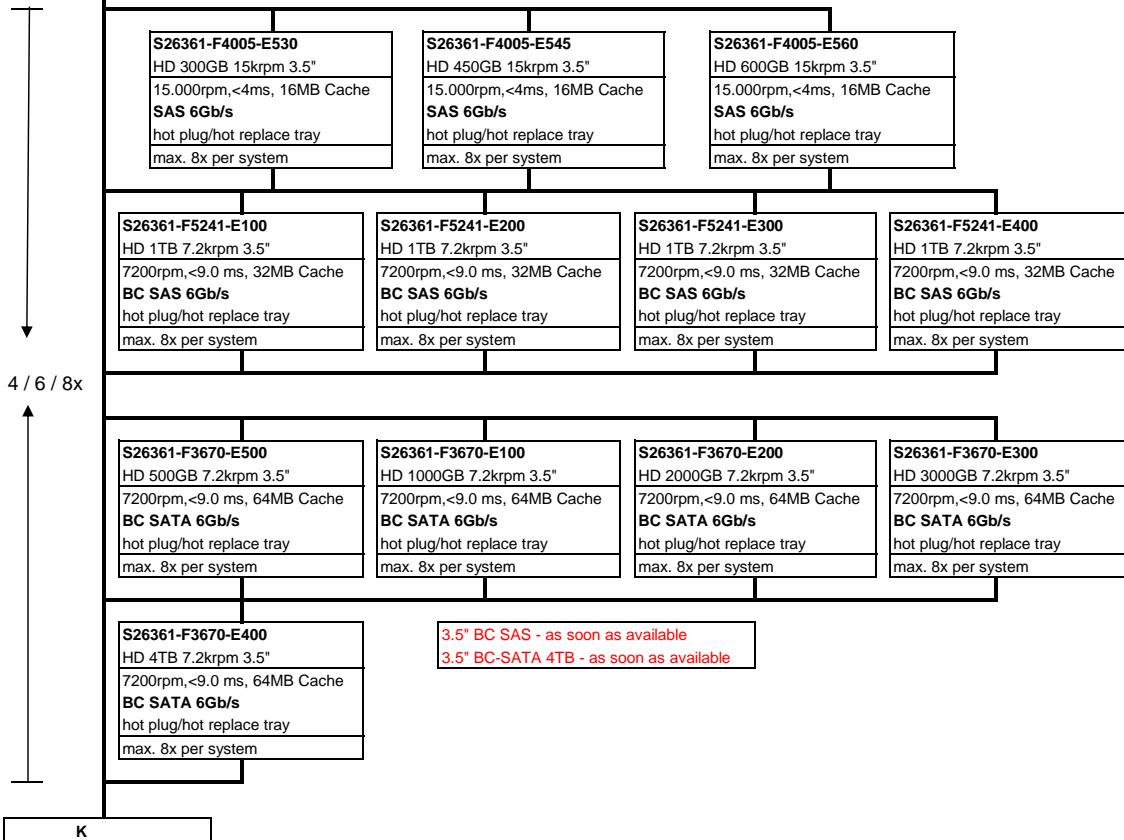 S26361-F4005-E530
HD 300GB 15krpm 3.5"
15.000rpm,<4ms, 16MB Cache
SAS 6Gb/s
hot plug/hot replace tray
max. 8x per system
S26361-F4005-E545
HD 450GB 15krpm 3.5"
15.000rpm,<4ms, 16MB Cache
SAS 6Gb/s
hot plug/hot replace tray
max. 8x per system
S26361-F4005-E560
HD 600GB 15krpm 3.5"
15.000rpm,<4ms, 16MB Cache
SAS 6Gb/s
hot plug/hot replace tray
max. 8x per system
S26361-F5241-E100
HD 1TB 7.2krpm 3.5"
7200rpm,<9.0 ms, 32MB Cache
BC SAS 6Gb/s
hot plug/hot replace tray
max. 8x per system
S26361-F5241-E200
HD 1TB 7.2krpm 3.5"
7200rpm,<9.0 ms, 32MB Cache
BC SAS 6Gb/s
hot plug/hot replace tray
max. 8x per system
S26361-F5241-E300
HD 1TB 7.2krpm 3.5"
7200rpm,<9.0 ms, 32MB Cache
BC SAS 6Gb/s
hot plug/hot replace tray
max. 8x per system
S26361-F5241-E400
HD 1TB 7.2krpm 3.5"
7200rpm,<9.0 ms, 32MB Cache
BC SAS 6Gb/s
hot plug/hot replace tray
max. 8x per system
4 / 6 / 8x
S26361-F3670-E500
HD 500GB 7.2krpm 3.5"
7200rpm,<9.0 ms, 64MB Cache
BC SATA 6Gb/s
hot plug/hot replace tray
max. 8x per system
S26361-F3670-E100
HD 1000GB 7.2krpm 3.5"
7200rpm,<9.0 ms, 64MB Cache
BC SATA 6Gb/s
hot plug/hot replace tray
max. 8x per system
S26361-F3670-E200
HD 2000GB 7.2krpm 3.5"
7200rpm,<9.0 ms, 64MB Cache
BC SATA 6Gb/s
hot plug/hot replace tray
max. 8x per system
S26361-F3670-E300
HD 3000GB 7.2krpm 3.5"
7200rpm,<9.0 ms, 64MB Cache
BC SATA 6Gb/s
hot plug/hot replace tray
max. 8x per system
S26361-F3670-E400
HD 4TB 7.2krpm 3.5"
7200rpm,<9.0 ms, 64MB Cache
BC SATA 6Gb/s
hot plug/hot replace tray
max. 8x per system
3.5" BC SAS - as soon as available
3.5" BC-SATA 4TB - as soon as available
K